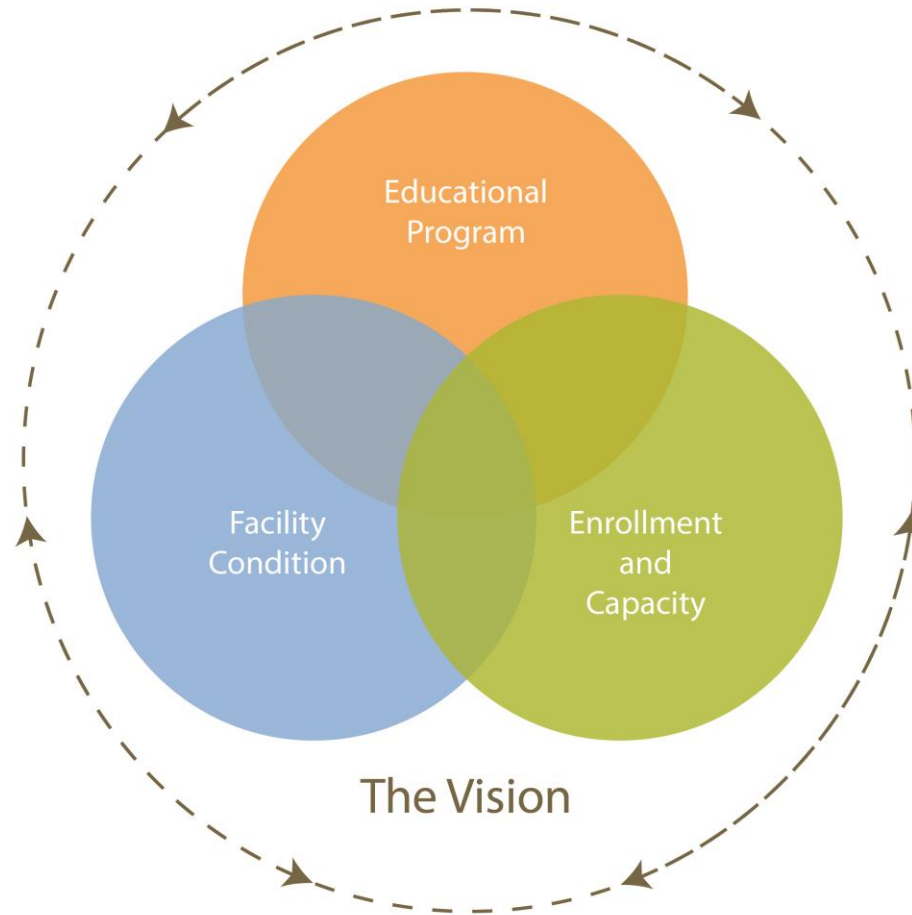 Educational
Program
Facility
Condition
Enrollment
and
Capacity
The Vision